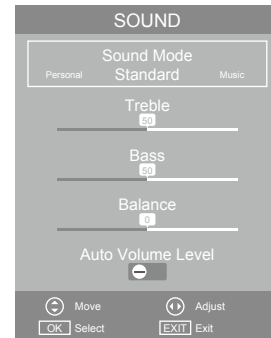 SOUND
Sound Mode
Personal Standard Music
Treble
50
Bass
50
Balance
0
Auto Volume Level
Move Adjust
OK Select EXIT Exit